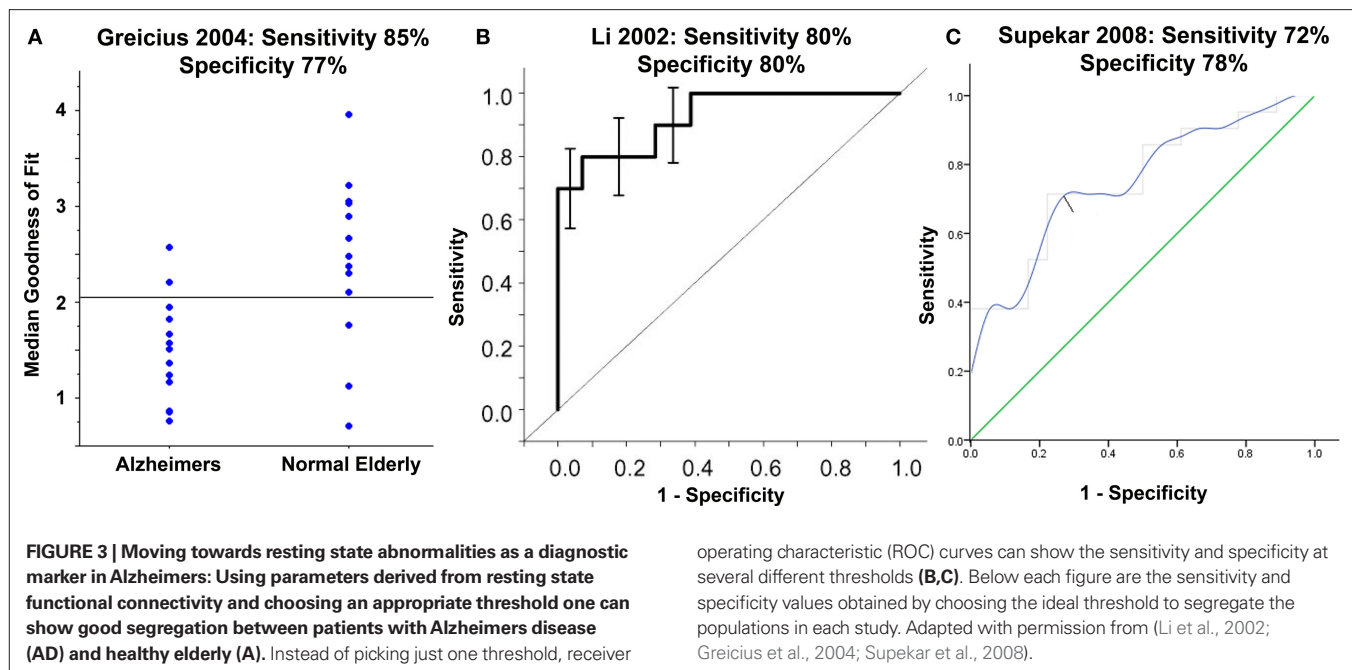 A
Greicius 2004: Sensitivity 85%
Specificity 77%
Median Goodness of Fit
4
3
2
1
Alzheimers
Normal Elderly
B
Li 2002: Sensitivity 80%
Specificity 80%
Sensitivity
1.0
0.8
0.6
0.4
0.2
0.0
0.0 0.2 0.4 0.6 0.8 1.0
1 - Specificity
C
Supekar 2008: Sensitivity 72%
Specificity 78%
Sensitivity
1.0
0.8
0.6
0.4
0.2
0.0
0.0 0.2 0.4 0.6 0.8 1.0
1 - Specificity
FIGURE 3 | Moving towards resting state abnormalities as a diagnostic
marker in Alzheimers: Using parameters derived from resting state
functional connectivity and choosing an appropriate threshold one can
show good segregation between patients with Alzheimers disease
(AD) and healthy elderly (A). Instead of picking just one threshold, receiver
operating characteristic (ROC) curves can show the sensitivity and specificity at
several different thresholds (B,C). Below each figure are the sensitivity and
specificity values obtained by choosing the ideal threshold to segregate the
populations in each study. Adapted with permission from (Li et al., 2002;
Greicius et al., 2004; Supekar et al., 2008).